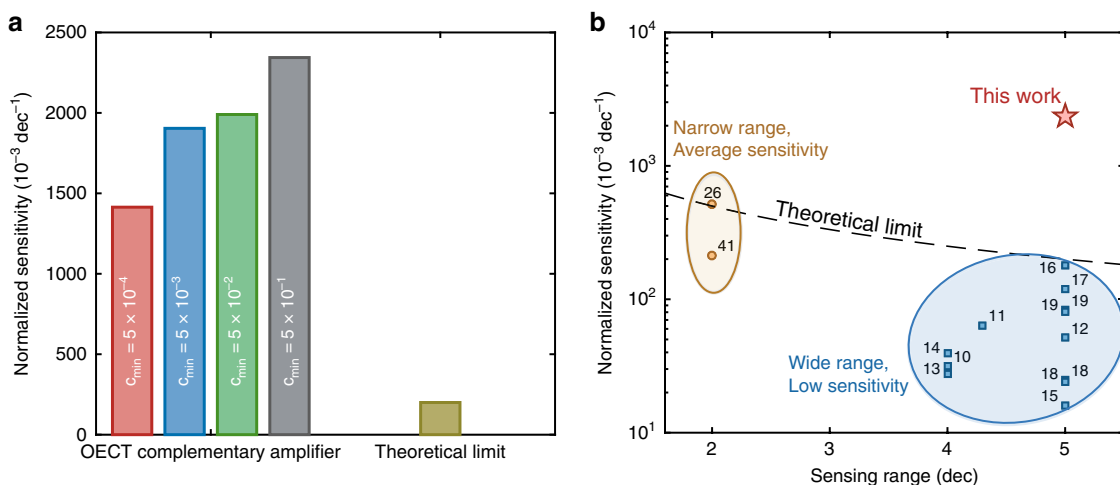 a
Normalized sensitivity (10⁻³ dec⁻¹)
2500
2000
1500
1000
500
0
c_min = 5 × 10⁻⁴
c_min = 5 × 10⁻³
c_min = 5 × 10⁻²
c_min = 5 × 10⁻¹
OECT complementary amplifier
Theoretical limit
b
Normalized sensitivity (10⁻³ dec⁻¹)
10⁴
10³
10²
10¹
This work
Narrow range,
Average sensitivity
26
41
Theoretical limit
16
17
19
19
11
12
14
10
13
18
18
15
Wide range,
Low sensitivity
2
3
4
5
Sensing range (dec)